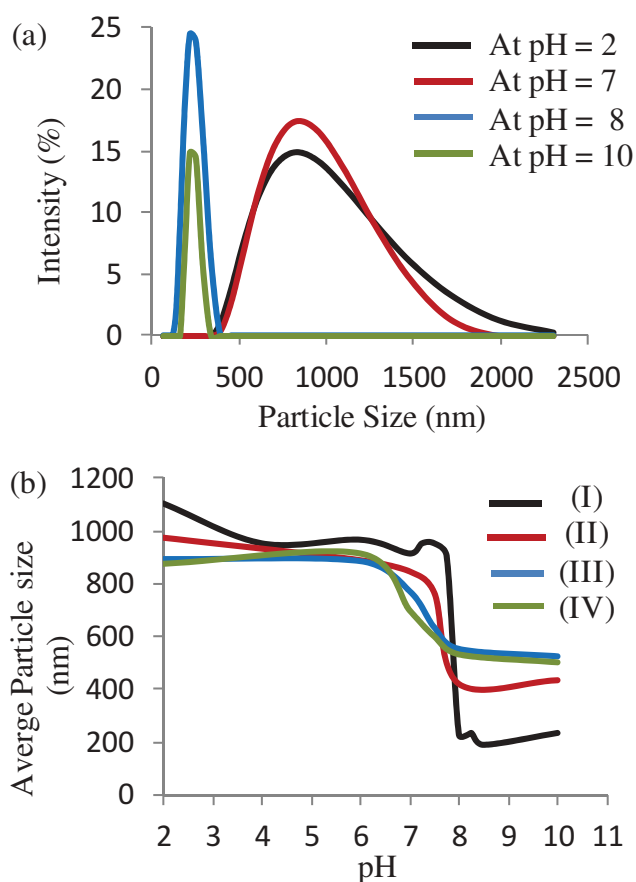 (a)
25
20
15
10
5
0
Intensity (%)
At pH = 2
At pH = 7
At pH = 8
At pH = 10
0 500 1000 1500 2000 2500
Particle Size (nm)
(b)
1200
1000
800
600
400
200
0
Averge Particle size
(nm)
(I)
(II)
(III)
(IV)
2 3 4 5 6 7 8 9 10 11
pH